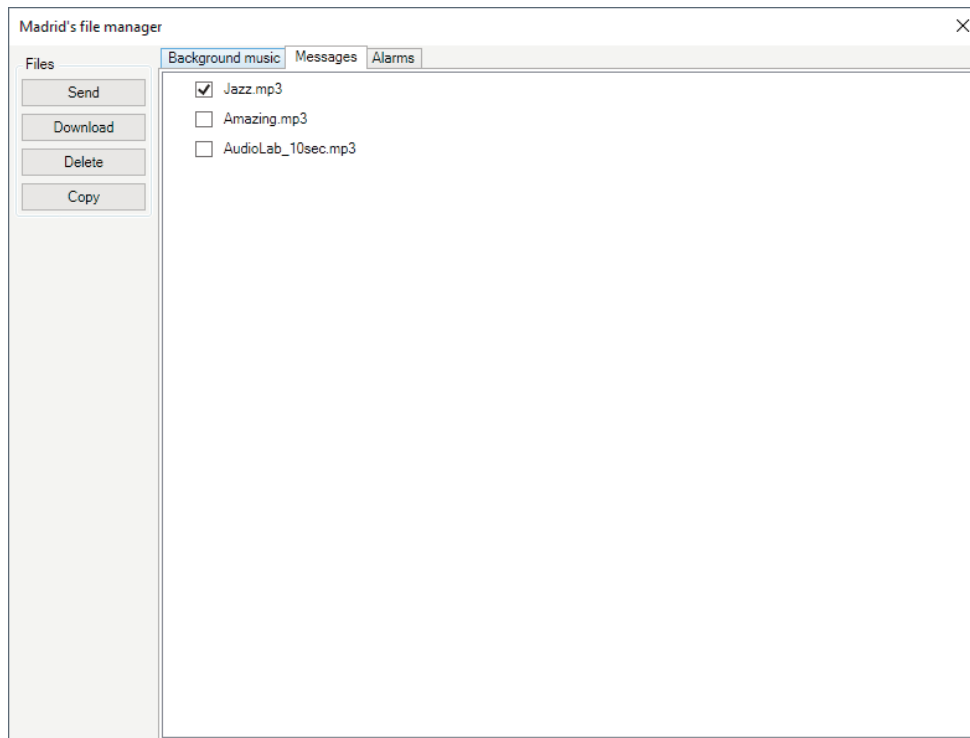 Madrid's file manager
Files
Send
Download
Delete
Copy
Background music Messages Alarms
Jazz.mp3
Amazing.mp3
AudioLab_10sec.mp3